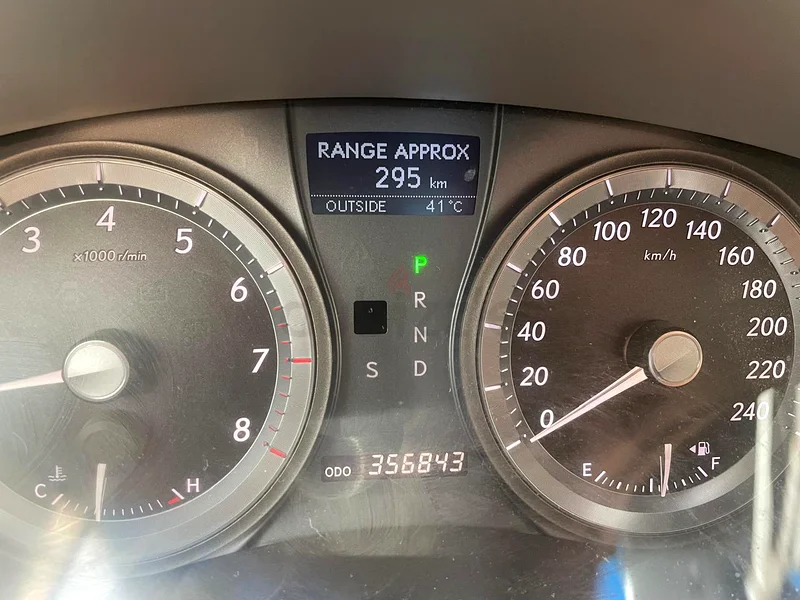 RANGE APPROX
295 km
OUTSIDE 41°C
3 4 5 6 7 8
x1000 r/min
C H
P
R
N
S D
ODO 356843
0 20 40 60 80 100 120 140 160 180 200 220 240
km/h
E F